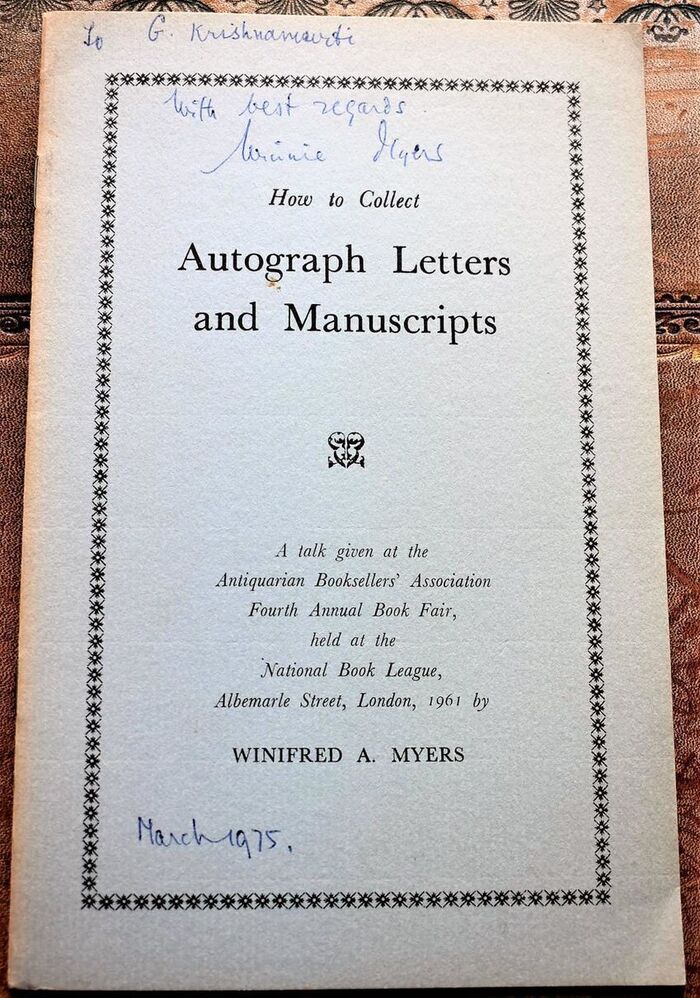 To G. Krishnamurti
With best regards.
Winnie Myers
How to Collect
Autograph Letters
and Manuscripts
A talk given at the
Antiquarian Booksellers' Association
Fourth Annual Book Fair,
held at the
National Book League,
Albemarle Street, London, 1961 by
WINIFRED A. MYERS
March 1975.